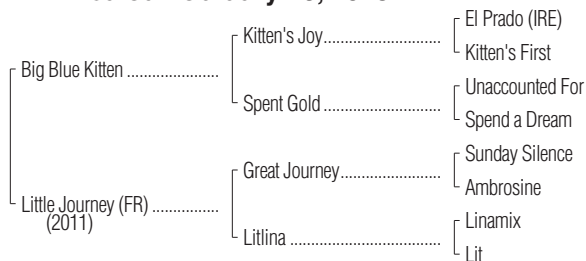 El Prado (IRE)
Kitten's Joy
Kitten's First
Big Blue Kitten
Unaccounted For
Spent Gold
Spend a Dream
Sunday Silence
Great Journey
Ambrosine
Little Journey (FR)
(2011)
Linamix
Litlina
Lit